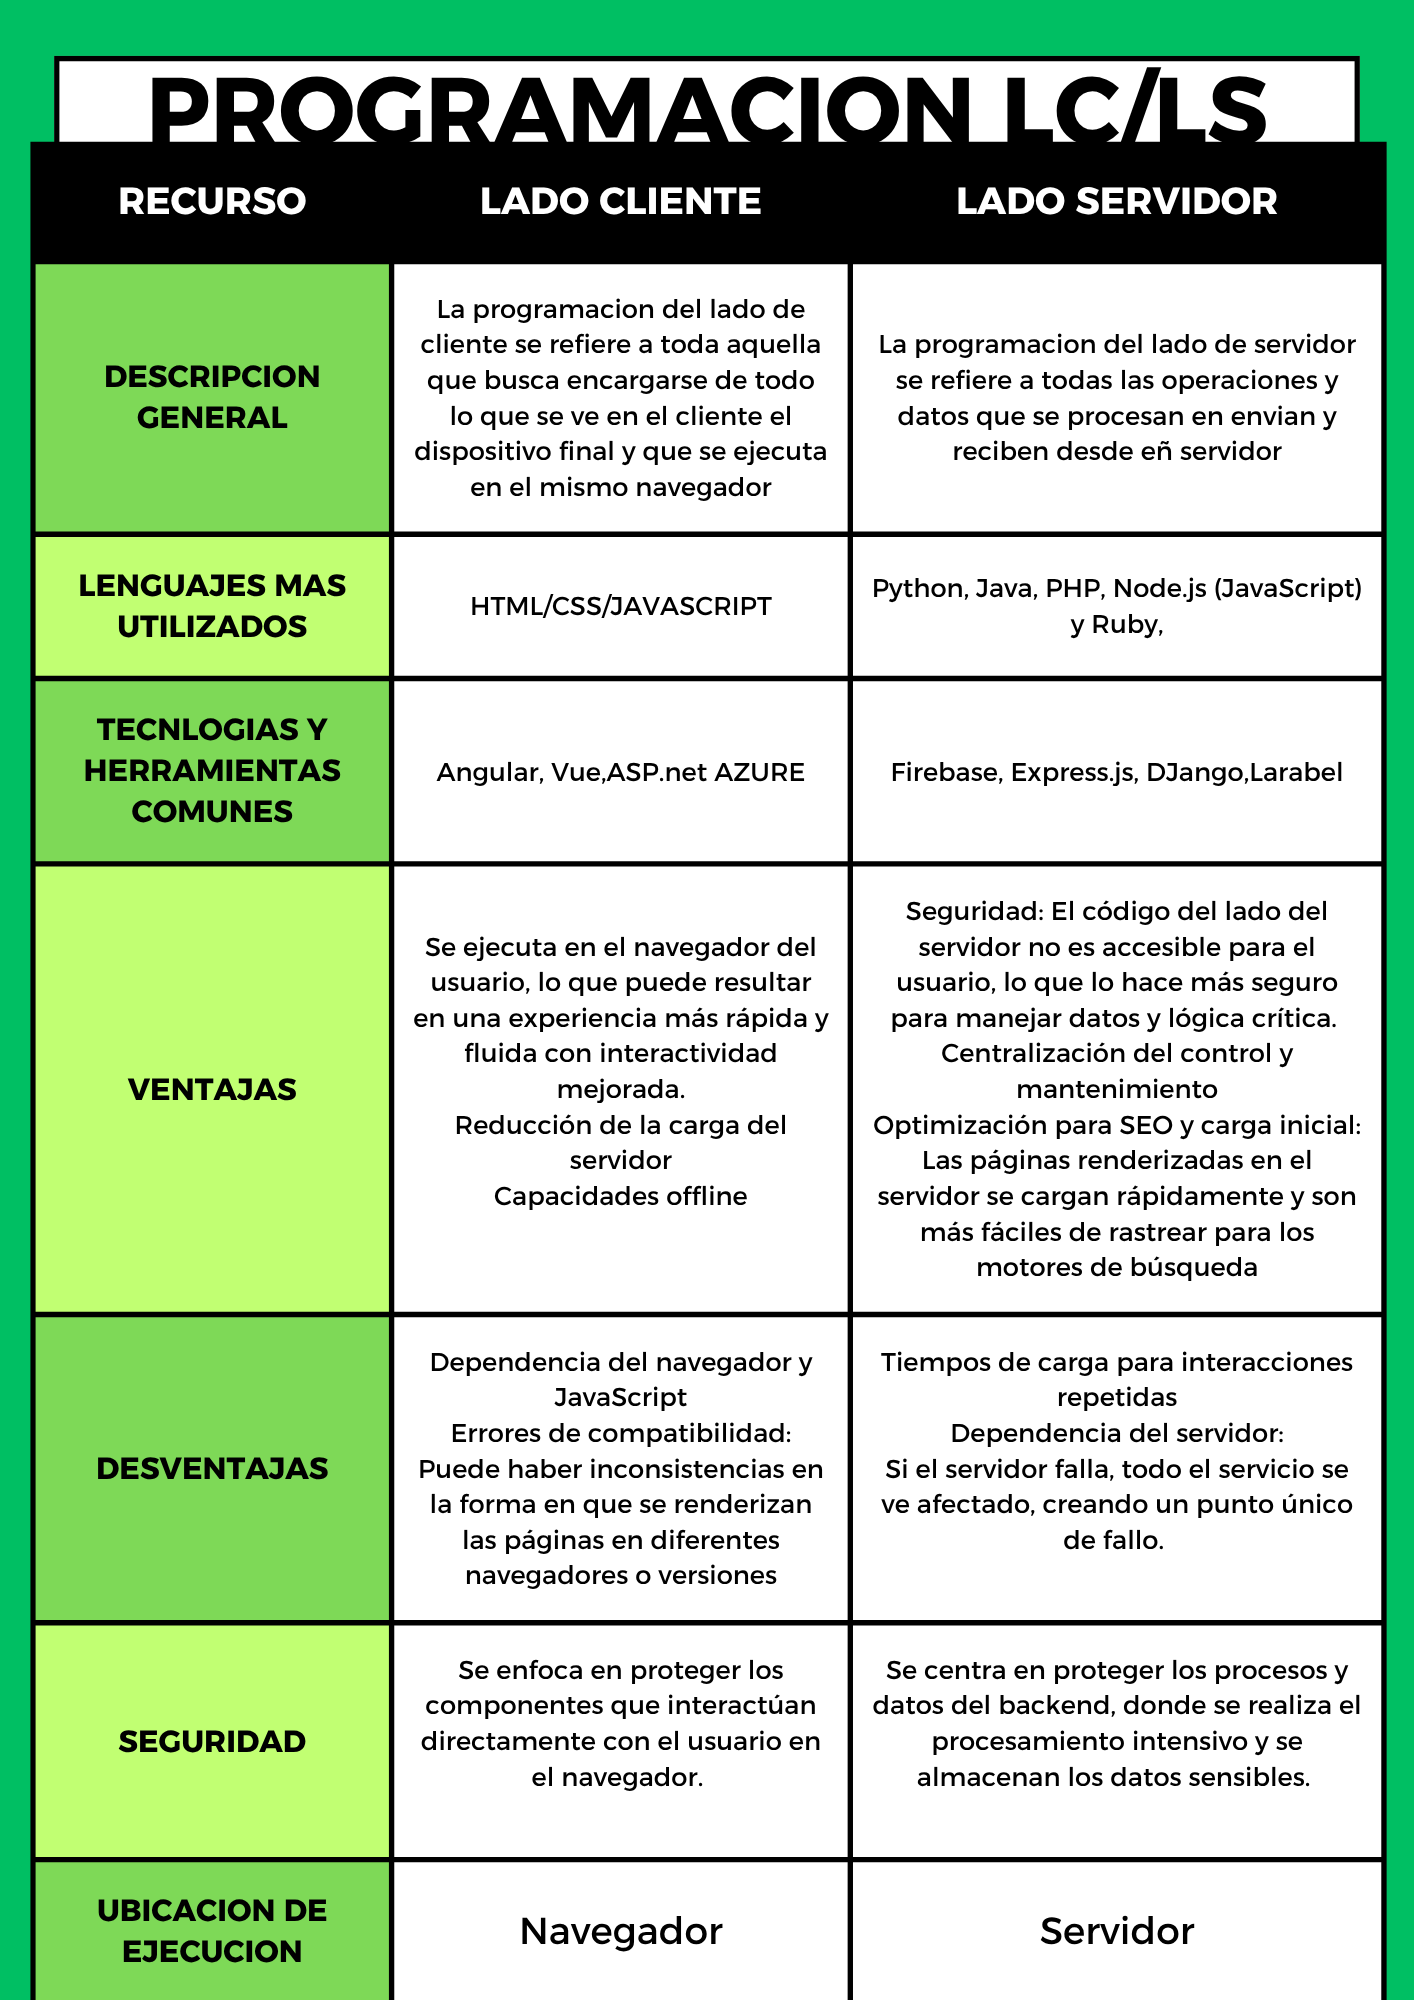 PROGRAMACION LC/LS
RECURSO
LADO CLIENTE
LADO SERVIDOR
DESCRIPCION
GENERAL
La programacion del lado de
cliente se refiere a toda aquella
que busca encargarse de todo
lo que se ve en el cliente el
dispositivo final y que se ejecuta
en el mismo navegador
La programacion del lado de servidor
se refiere a todas las operaciones y
datos que se procesan en envian y
reciben desde eñ servidor
LENGUAJES MAS
UTILIZADOS
HTML/CSS/JAVASCRIPT
Python, Java, PHP, Node.js (JavaScript)
y Ruby,
TECNLOGIAS Y
HERRAMIENTAS
COMUNES
Angular, Vue,ASP.net AZURE
Firebase, Express.js, DJango,Larabel
VENTAJAS
Se ejecuta en el navegador del
usuario, lo que puede resultar
en una experiencia más rápida y
fluida con interactividad
mejorada.
Reducción de la carga del
servidor
Capacidades offline
Seguridad: El código del lado del
servidor no es accesible para el
usuario, lo que lo hace más seguro
para manejar datos y lógica crítica.
Centralización del control y
mantenimiento
Optimización para SEO y carga inicial:
Las páginas renderizadas en el
servidor se cargan rápidamente y son
más fáciles de rastrear para los
motores de búsqueda
DESVENTAJAS
Dependencia del navegador y
JavaScript
Errores de compatibilidad:
Puede haber inconsistencias en
la forma en que se renderizan
las páginas en diferentes
navegadores o versiones
Tiempos de carga para interacciones
repetidas
Dependencia del servidor:
Si el servidor falla, todo el servicio se
ve afectado, creando un punto único
de fallo.
SEGURIDAD
Se enfoca en proteger los
componentes que interactúan
directamente con el usuario en
el navegador.
Se centra en proteger los procesos y
datos del backend, donde se realiza el
procesamiento intensivo y se
almacenan los datos sensibles.
UBICACION DE
EJECUCION
Navegador
Servidor